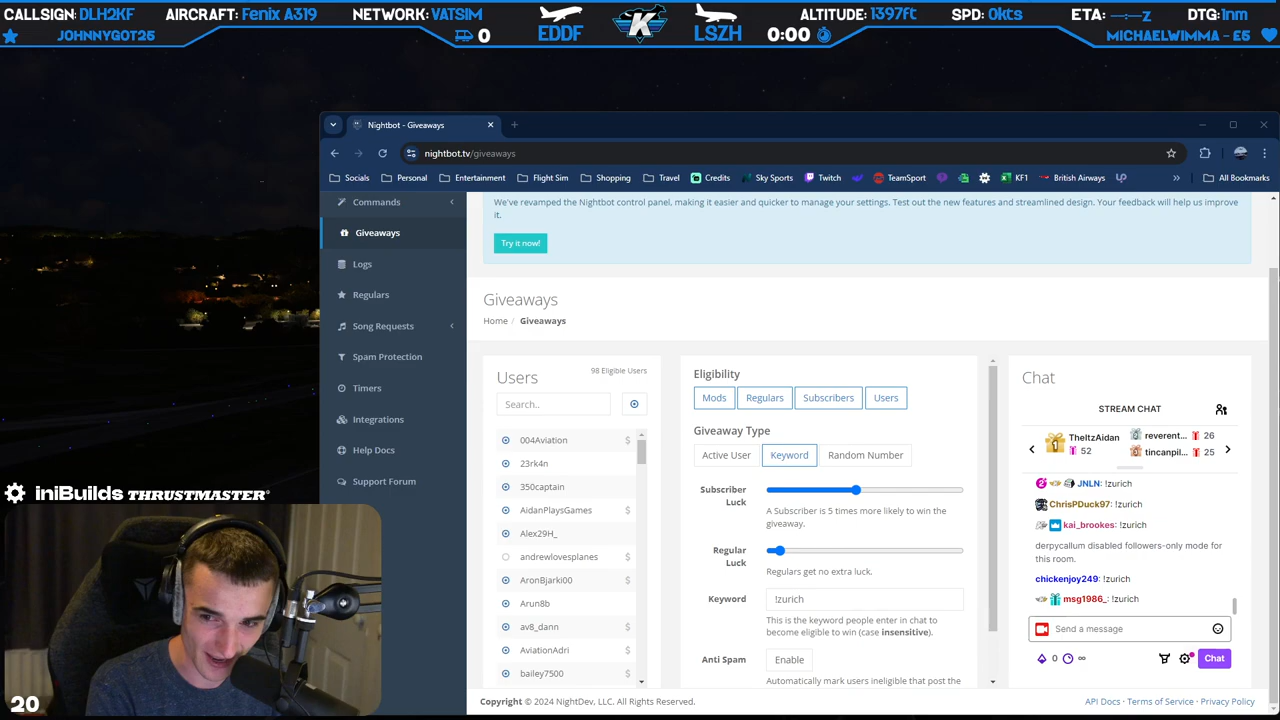 CALLSIGN: DLH2KF AIRCRAFT: Fenix A319 NETWORK: VATSIM ALTITUDE: 1397ft SPD: 0kts ETA: --:--z DTG: 1nm
JOHNNYGOT25 0 EDDF K LSZH 0:00 MICHAELWIMMA - E5
Nightbot - Giveaways
nightbot.tv/giveaways
Socials Personal Entertainment Flight Sim Shopping Travel Credits Sky Sports Twitch TeamSport KF1 British Airways » All Bookmarks
Commands
Giveaways
Logs
Regulars
Song Requests
Spam Protection
Timers
Integrations
Help Docs
Support Forum
We've revamped the Nightbot control panel, making it easier and quicker to manage your settings. Test out the new features and streamlined design. Your feedback will help us improve
it.
Try it now!
Giveaways
Home / Giveaways
Users
98 Eligible Users
Search..
004Aviation $
23rk4n
350captain
AidanPlaysGames $
Alex29H_
andrewlovesplanes $
AronBjarki00 $
Arun8b
av8_dann $
AviationAdri $
bailey7500
Eligibility
Mods Regulars Subscribers Users
Giveaway Type
Active User Keyword Random Number
Subscriber
Luck
A Subscriber is 5 times more likely to win the
giveaway.
Regular
Luck
Regulars get no extra luck.
Keyword
!zurich
This is the keyword people enter in chat to
become eligible to win (case insensitive).
Anti Spam
Enable
Automatically mark users ineligible that post the
Chat
STREAM CHAT
1 TheItzAidan
52
reverent... 26
tincanpil... 25
JNLN: !zurich
ChrisPDuck97: !zurich
kai_brookes: !zurich
derpycallum disabled followers-only mode for
this room.
chickenjoy249: !zurich
msg1986_: !zurich
Send a message
0 ∞ Chat
Copyright © 2024 NightDev, LLC. All Rights Reserved.
API Docs · Terms of Service · Privacy Policy
iniBuilds THRUSTMASTER®
20